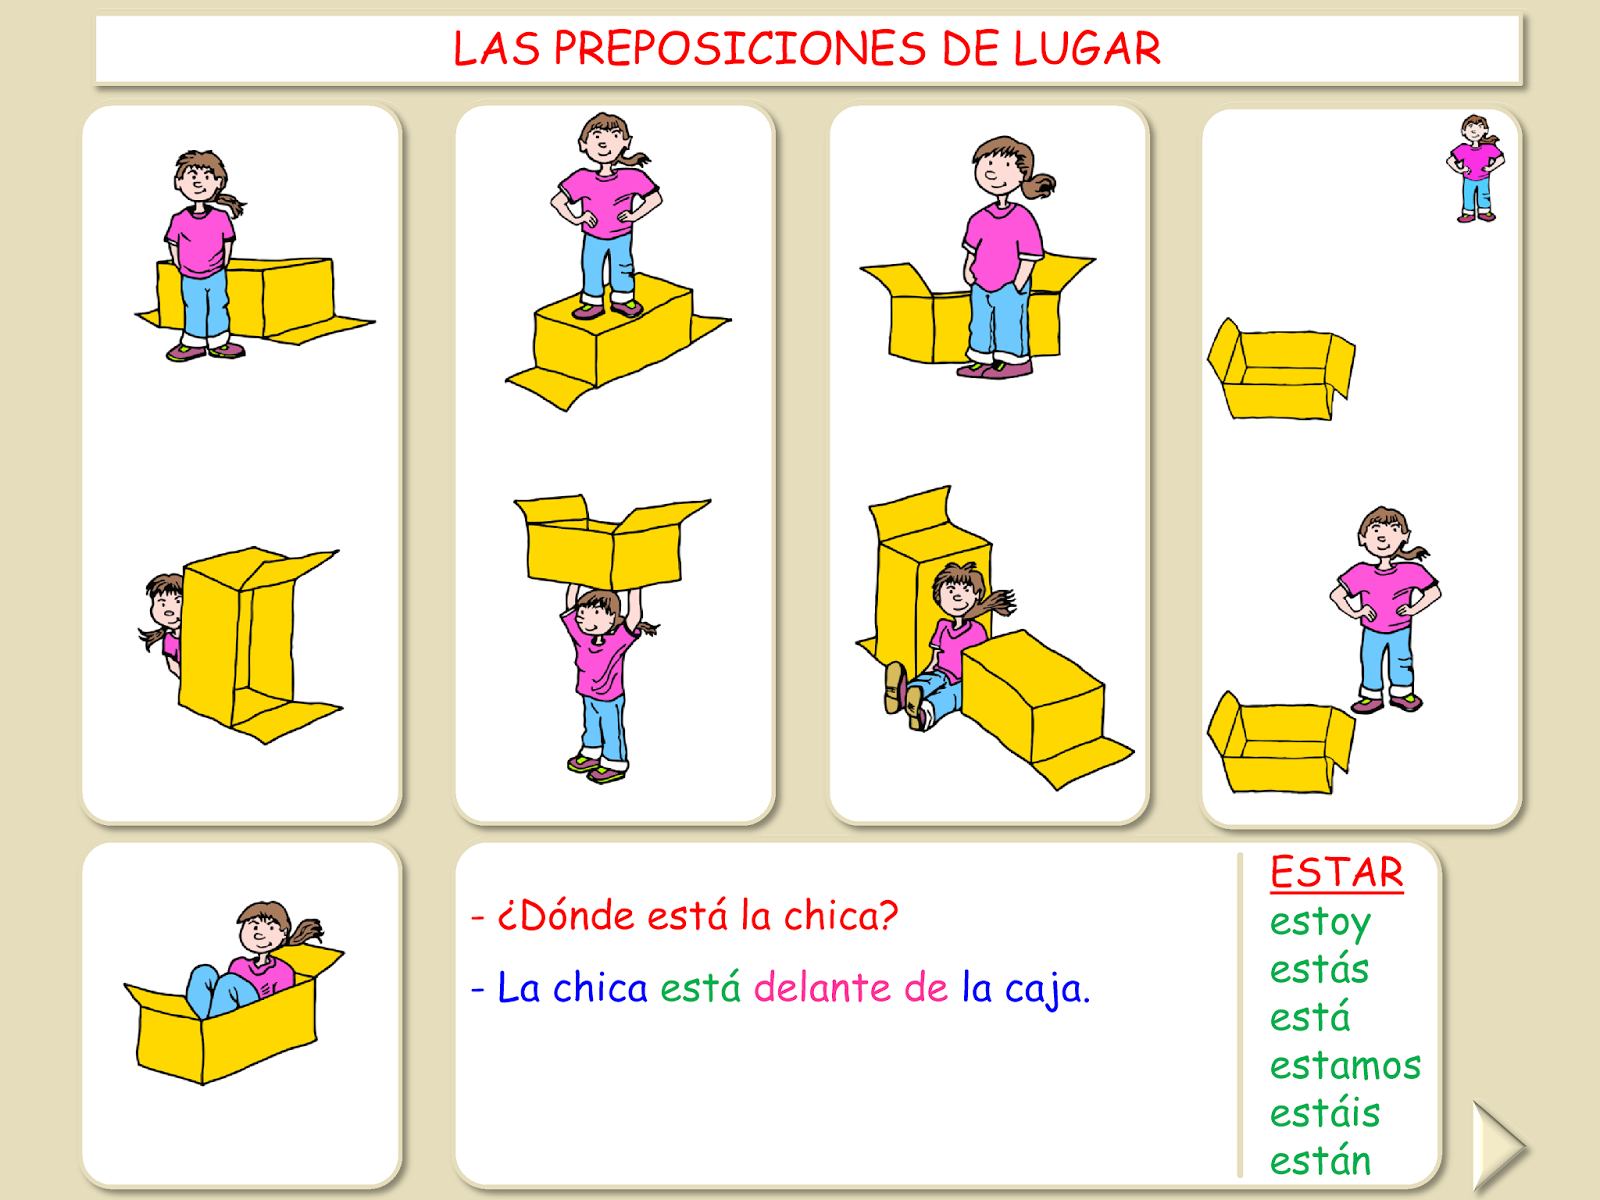 LAS PREPOSICIONES DE LUGAR
- ¿Dónde está la chica?
- La chica está delante de la caja.
ESTAR
estoy
estás
está
estamos
estáis
están